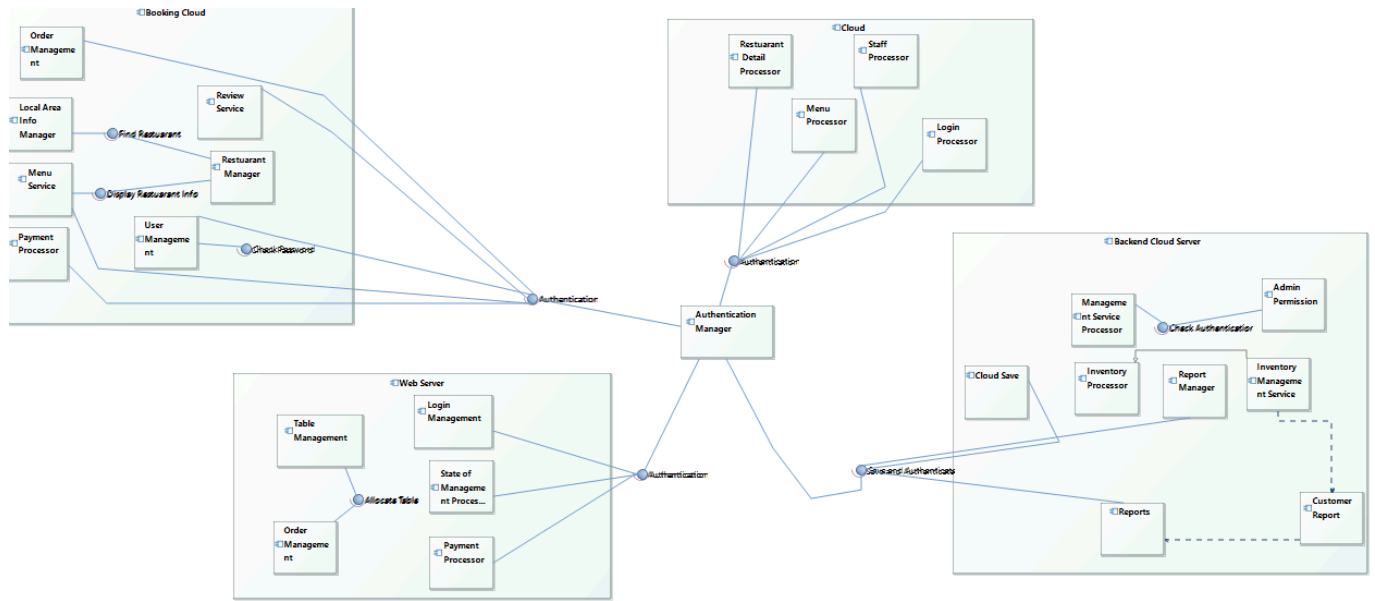 Booking Cloud
Order
Manageme
nt
Review
Service
Local Area
Info
Manager
Find Restuarant
Restuarant
Manager
Menu
Service
Display Restuarant Info
User
Manageme
nt
Check Password
Payment
Processor
Authentication
Cloud
Restuarant
Detail
Processor
Staff
Processor
Menu
Processor
Login
Processor
Authentication
Authentication
Manager
Backend Cloud Server
Admin
Permission
Manageme
nt Service
Processor
Check Authentication
Cloud Save
Inventory
Processor
Report
Manager
Inventory
Manageme
nt Service
Save and Authenticate
Reports
Customer
Report
Web Server
Login
Management
Table
Management
State of
Manageme
nt Proces...
Authentication
Allocate Table
Order
Manageme
nt
Payment
Processor